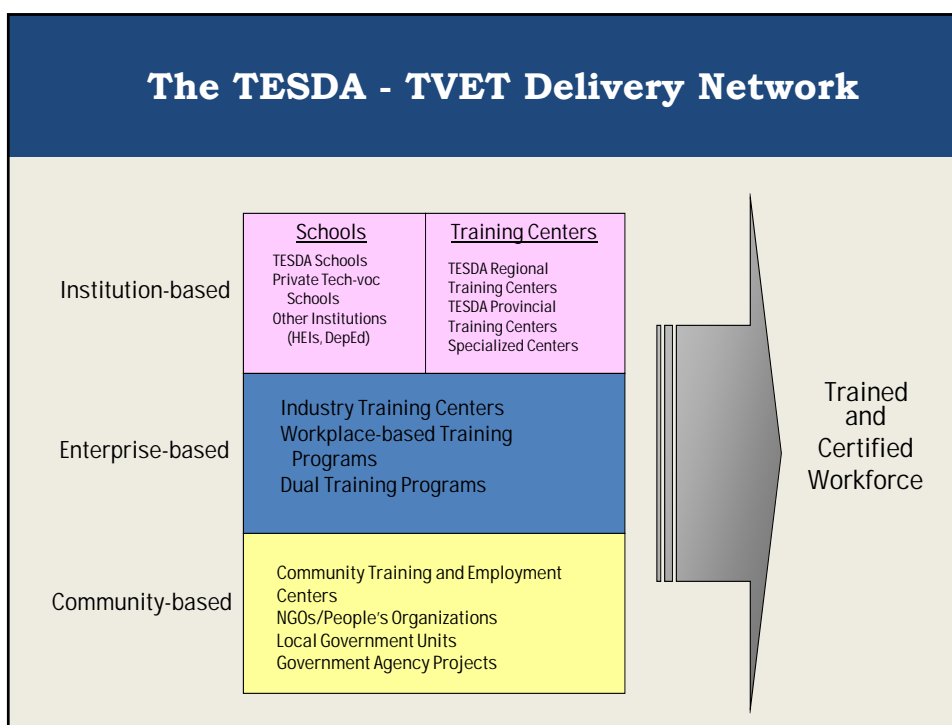 The TESDA - TVET Delivery Network
Institution-based
Schools
TESDA Schools
Private Tech-voc
Schools
Other Institutions
(HEIs, DepEd)
Training Centers
TESDA Regional
Training Centers
TESDA Provincial
Training Centers
Specialized Centers
Enterprise-based
Industry Training Centers
Workplace-based Training
Programs
Dual Training Programs
Community-based
Community Training and Employment
Centers
NGOs/People’s Organizations
Local Government Units
Government Agency Projects
Trained
and
Certified
Workforce